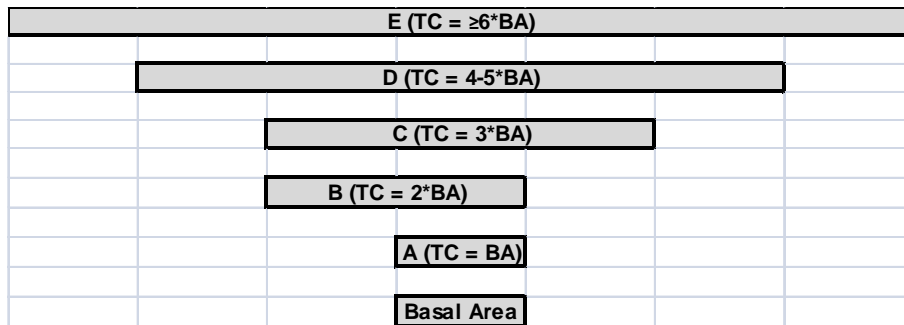 E (TC = ≥6*BA)
D (TC = 4-5*BA)
C (TC = 3*BA)
B (TC = 2*BA)
A (TC = BA)
Basal Area